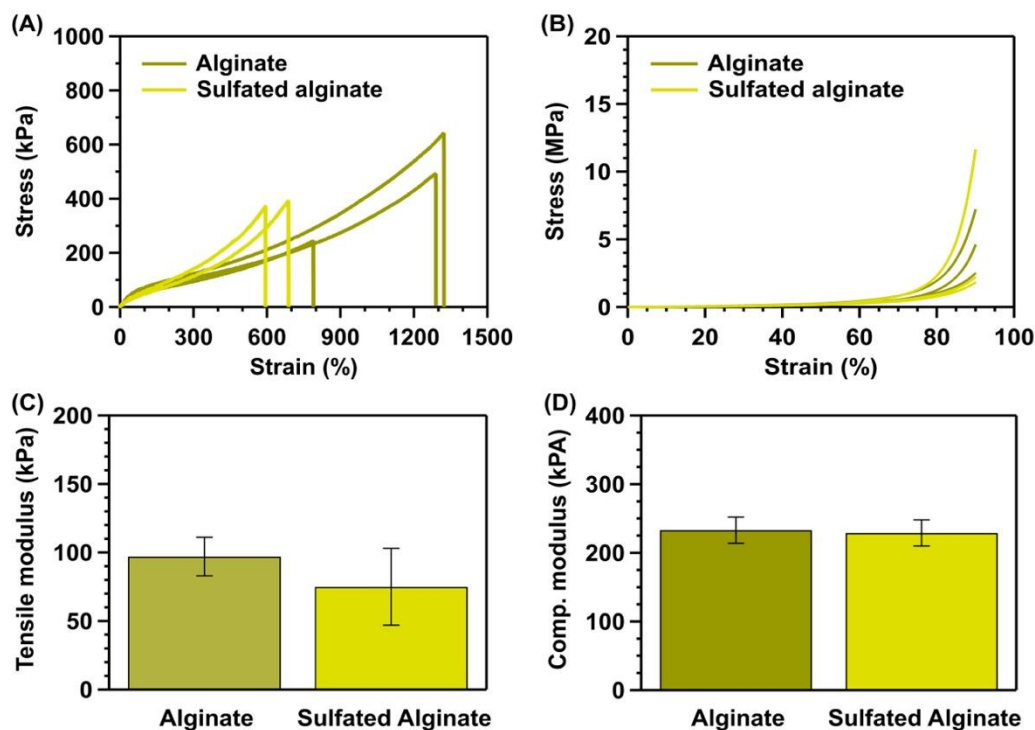 (A)
1000
800
600
400
200
0
Stress (kPa)
Alginate
Sulfated alginate
0 300 600 900 1200 1500
Strain (%)
(B)
20
15
10
5
0
Stress (MPa)
Alginate
Sulfated alginate
0 20 40 60 80 100
Strain (%)
(C)
200
150
100
50
0
Tensile modulus (kPa)
Alginate Sulfated Alginate
(D)
400
300
200
100
0
Comp. modulus (kPA)
Alginate Sulfated Alginate